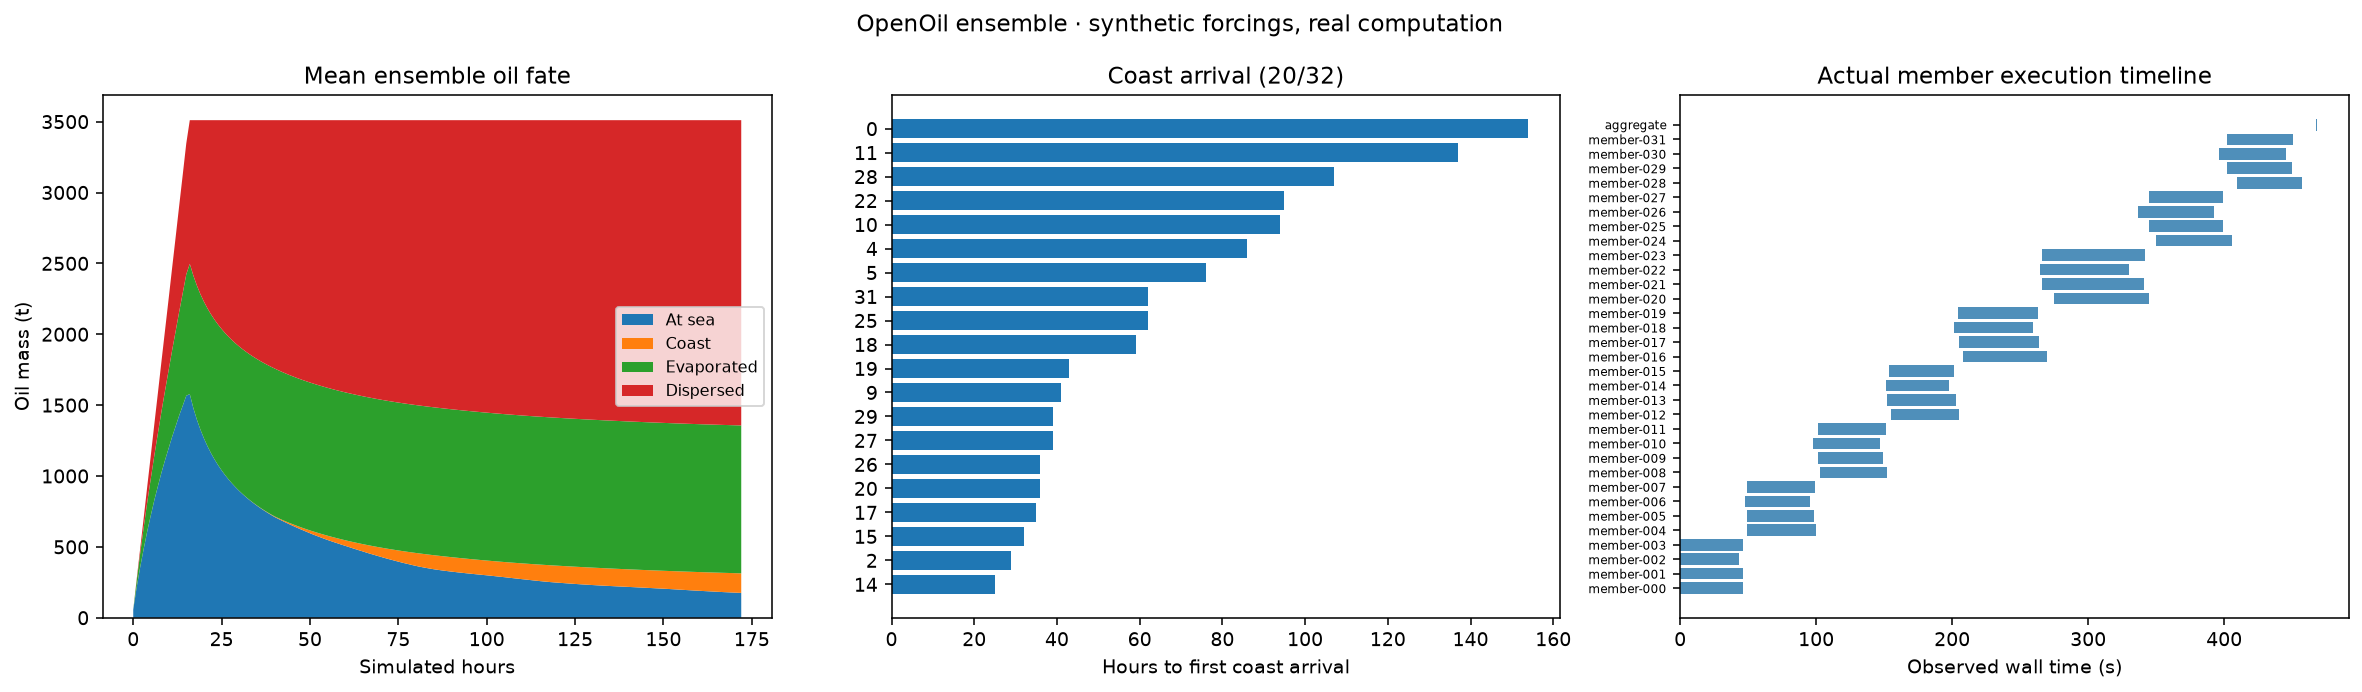 OpenOil ensemble · synthetic forcings, real computation
Mean ensemble oil fate
Oil mass (t)
3500
3000
2500
2000
1500
1000
500
0
At sea
Coast
Evaporated
Dispersed
0 25 50 75 100 125 150 175
Simulated hours
Coast arrival (20/32)
0
11
28
22
10
4
5
31
25
18
19
9
29
27
26
20
17
15
2
14
0 20 40 60 80 100 120 140 160
Hours to first coast arrival
Actual member execution timeline
aggregate
member-031
member-030
member-029
member-028
member-027
member-026
member-025
member-024
member-023
member-022
member-021
member-020
member-019
member-018
member-017
member-016
member-015
member-014
member-013
member-012
member-011
member-010
member-009
member-008
member-007
member-006
member-005
member-004
member-003
member-002
member-001
member-000
0 100 200 300 400
Observed wall time (s)